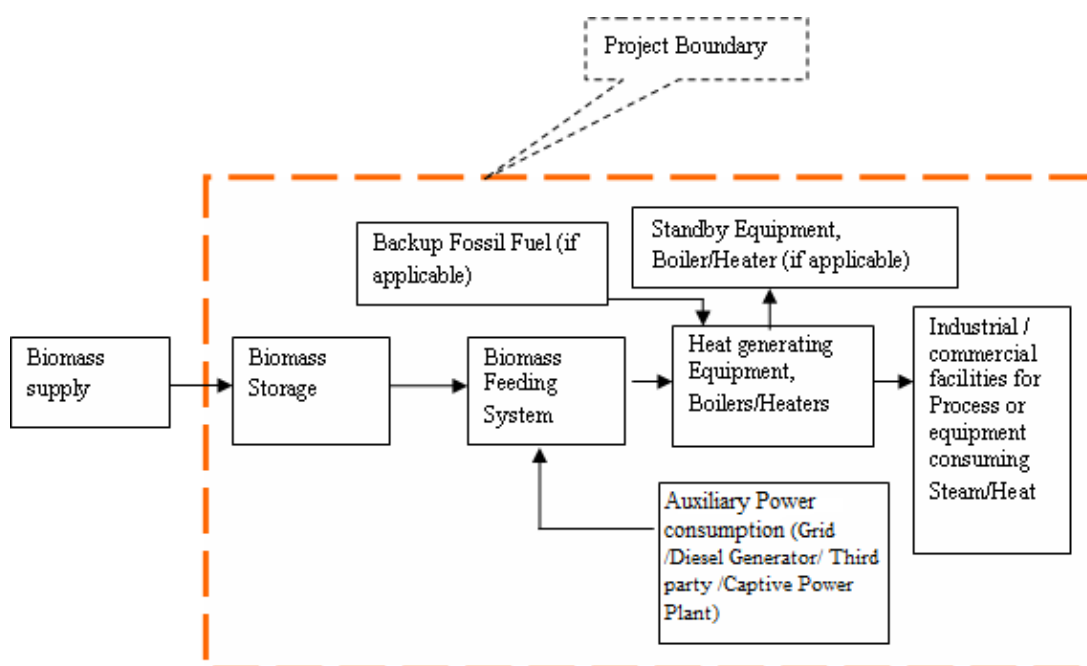 Project Boundary
Backup Fossil Fuel (if
applicable)
Standby Equipment,
Boiler/Heater (if applicable)
Biomass
supply
Biomass
Storage
Biomass
Feeding
System
Heat generating
Equipment,
Boilers/Heaters
Industrial /
commercial
facilities for
Process or
equipment
consuming
Steam/Heat
Auxiliary Power
consumption (Grid
/Diesel Generator/ Third
party /Captive Power
Plant)